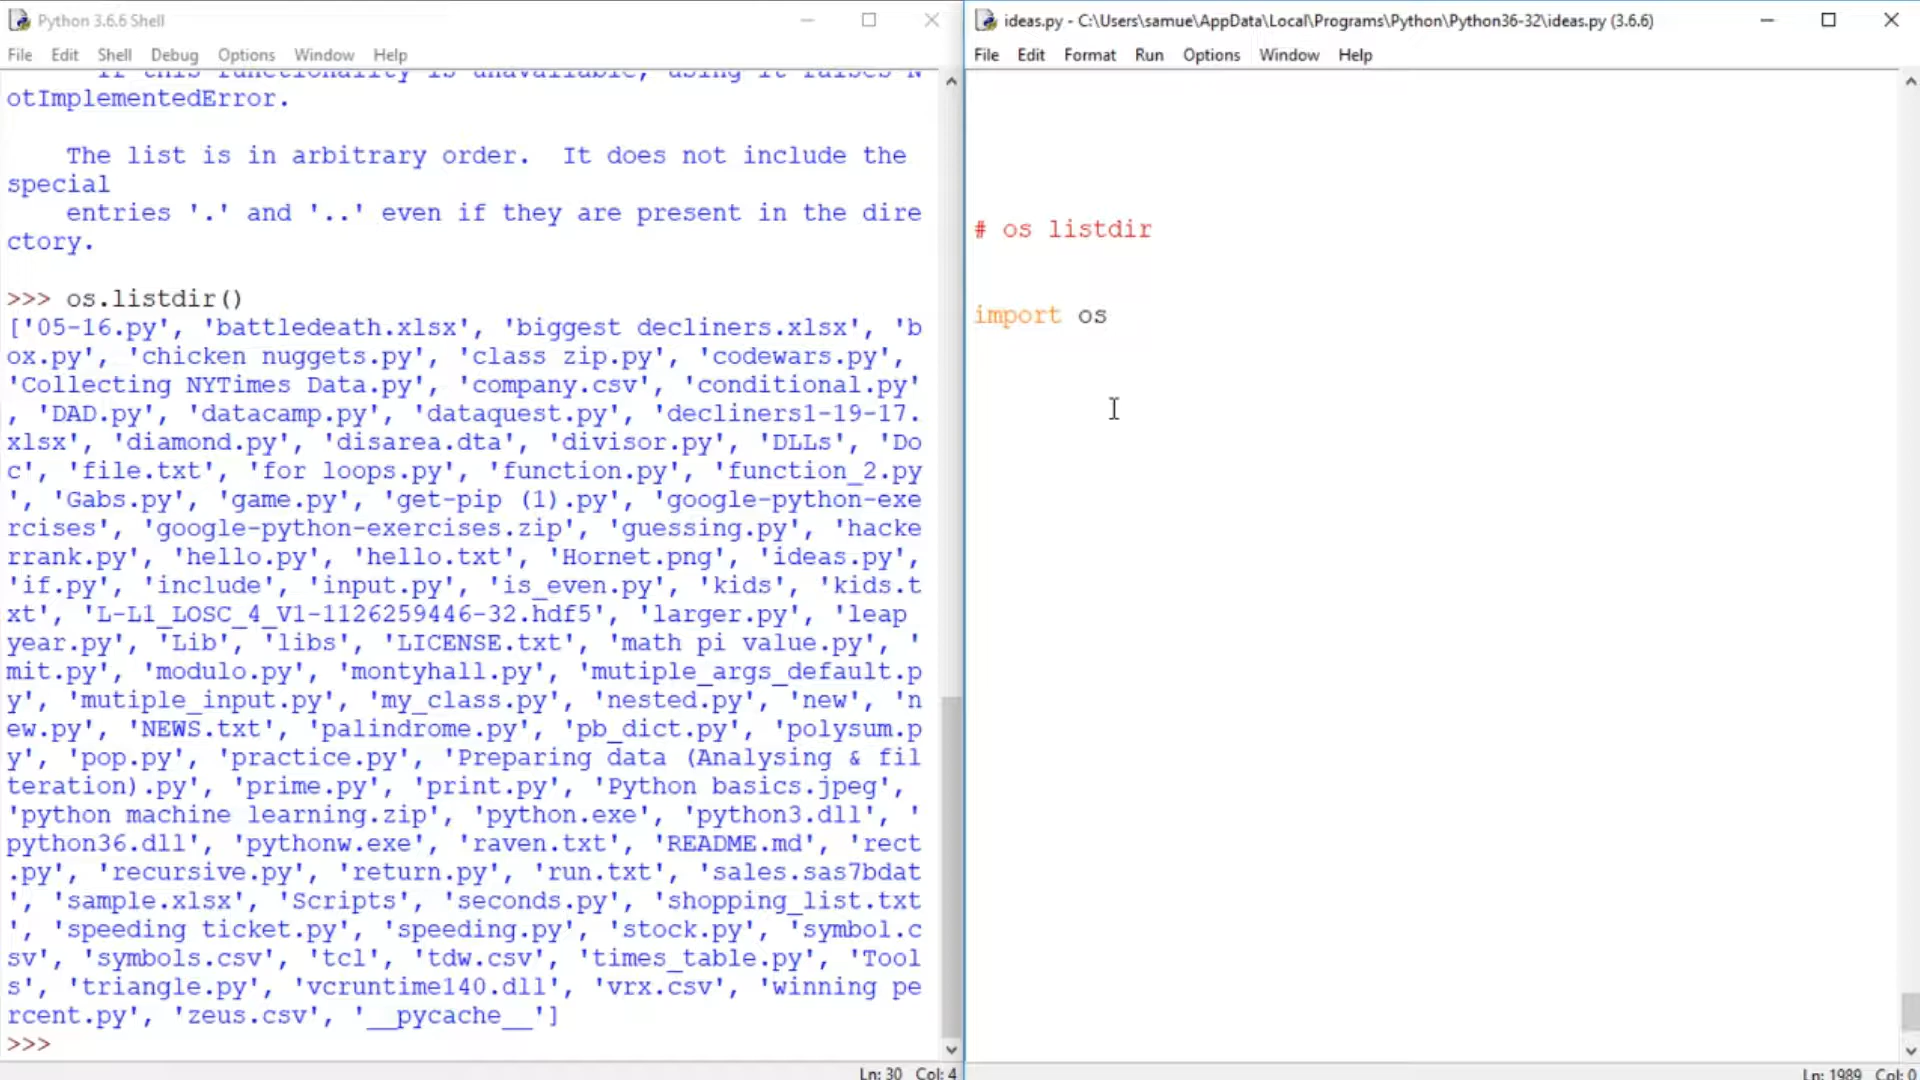 Python 3.6.6 Shell
File Edit Shell Debug Options Window Help
If this functionality is unavailable, using it raises N
otImplementedError.
The list is in arbitrary order.  It does not include the
special
entries '.' and '..' even if they are present in the dire
ctory.
>>> os.listdir()
['05-16.py', 'battledeath.xlsx', 'biggest decliners.xlsx', 'b
ox.py', 'chicken nuggets.py', 'class zip.py', 'codewars.py',
'Collecting NYTimes Data.py', 'company.csv', 'conditional.py'
, 'DAD.py', 'datacamp.py', 'dataquest.py', 'decliners1-19-17.
xlsx', 'diamond.py', 'disarea.dta', 'divisor.py', 'DLLs', 'Do
c', 'file.txt', 'for loops.py', 'function.py', 'function_2.py
', 'Gabs.py', 'game.py', 'get-pip (1).py', 'google-python-exe
rcises', 'google-python-exercises.zip', 'guessing.py', 'hacke
rrank.py', 'hello.py', 'hello.txt', 'Hornet.png', 'ideas.py',
'if.py', 'include', 'input.py', 'is_even.py', 'kids', 'kids.t
xt', 'L-L1_LOSC_4_V1-1126259446-32.hdf5', 'larger.py', 'leap
year.py', 'Lib', 'libs', 'LICENSE.txt', 'math pi value.py', '
mit.py', 'modulo.py', 'montyhall.py', 'mutiple_args_default.p
y', 'mutiple_input.py', 'my_class.py', 'nested.py', 'new', 'n
ew.py', 'NEWS.txt', 'palindrome.py', 'pb_dict.py', 'polysum.p
y', 'pop.py', 'practice.py', 'Preparing data (Analysing & fil
teration).py', 'prime.py', 'print.py', 'Python basics.jpeg',
'python machine learning.zip', 'python.exe', 'python3.dll', '
python36.dll', 'pythonw.exe', 'raven.txt', 'README.md', 'rect
.py', 'recursive.py', 'return.py', 'run.txt', 'sales.sas7bdat
', 'sample.xlsx', 'Scripts', 'seconds.py', 'shopping_list.txt
', 'speeding ticket.py', 'speeding.py', 'stock.py', 'symbol.c
sv', 'symbols.csv', 'tcl', 'tdw.csv', 'times_table.py', 'Tool
s', 'triangle.py', 'vcruntime140.dll', 'vrx.csv', 'winning pe
rcent.py', 'zeus.csv', '__pycache__']
>>>
Ln: 30 Col: 4
ideas.py - C:\Users\samue\AppData\Local\Programs\Python\Python36-32\ideas.py (3.6.6)
File Edit Format Run Options Window Help
# os listdir
import os
Ln: 1989 Col: 0